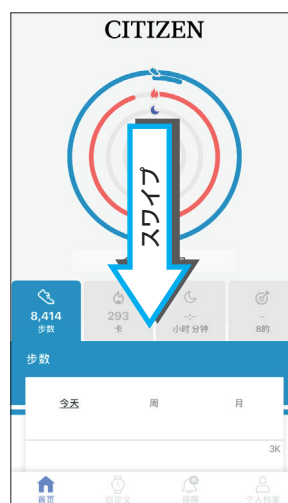 CITIZEN
スワイプ
8,414
步数
293
卡
-:-
小时 分钟
–
8的
步数
今天 周 月
3K
首页 自定义 提醒 个人档案